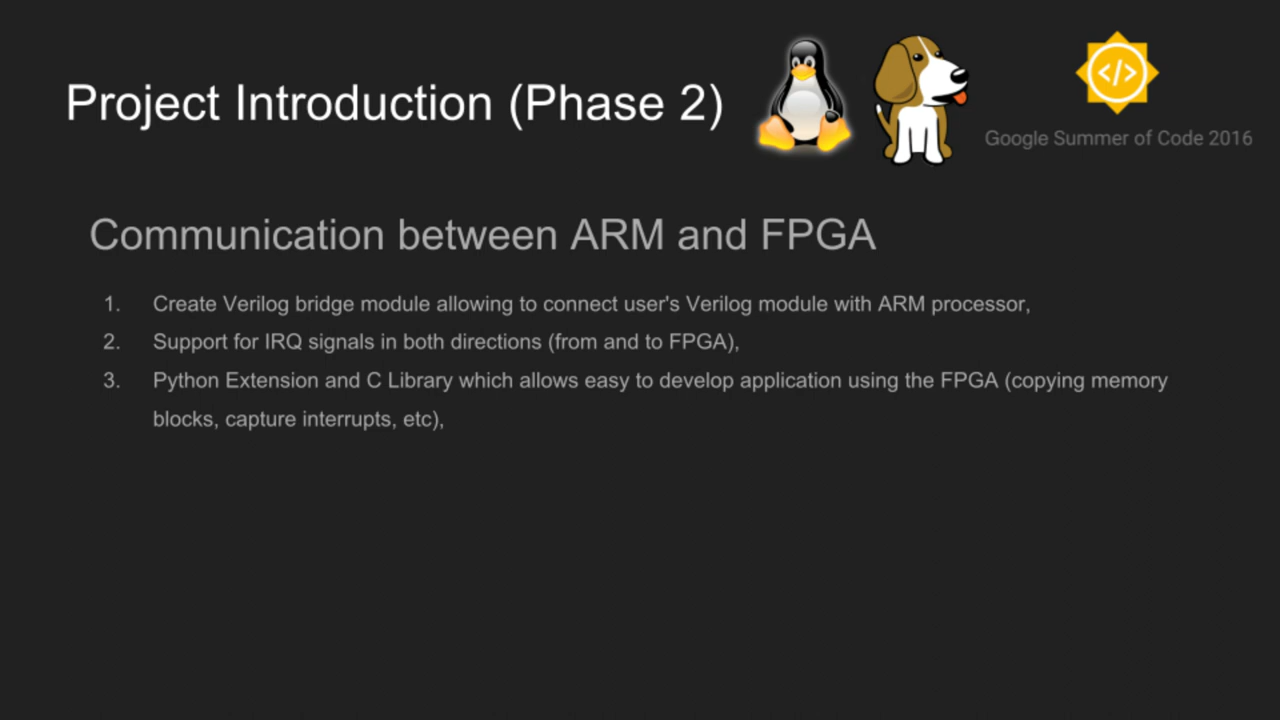 Project Introduction (Phase 2)
</>
Google Summer of Code 2016
Communication between ARM and FPGA
1. Create Verilog bridge module allowing to connect user's Verilog module with ARM processor,
2. Support for IRQ signals in both directions (from and to FPGA),
3. Python Extension and C Library which allows easy to develop application using the FPGA (copying memory
blocks, capture interrupts, etc),